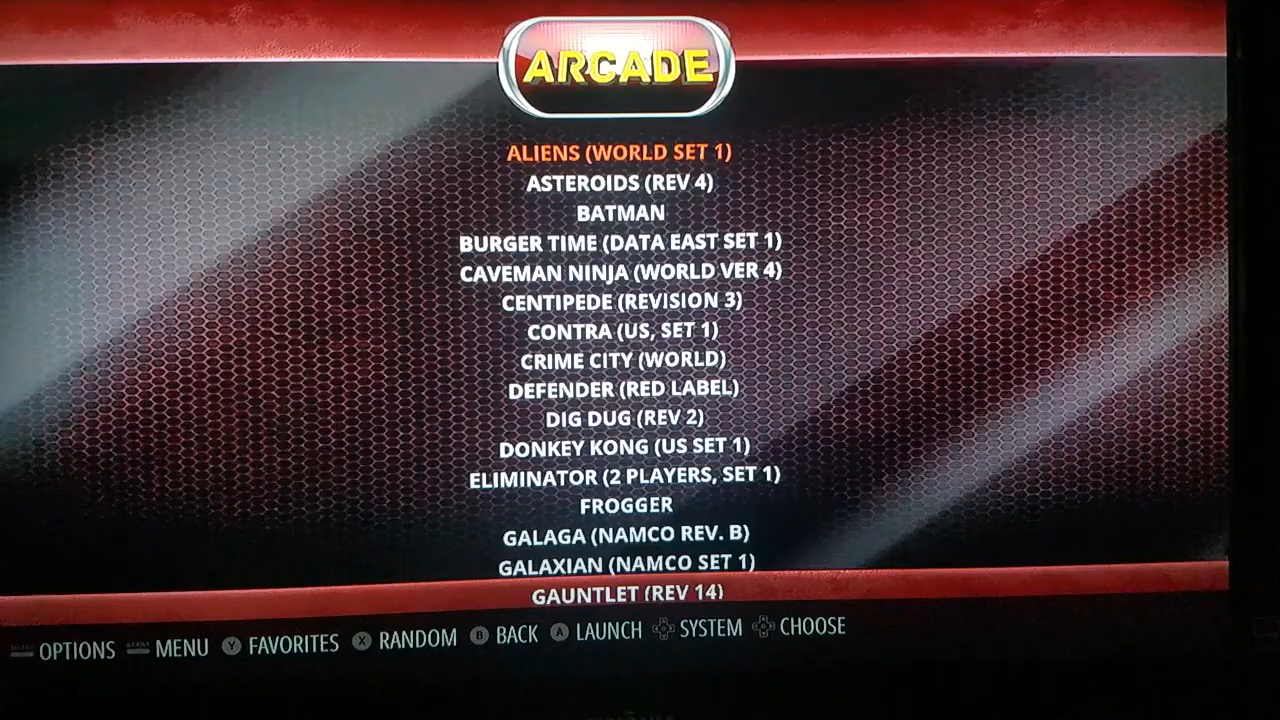 ARCADE
ALIENS (WORLD SET 1)
ASTEROIDS (REV 4)
BATMAN
BURGER TIME (DATA EAST SET 1)
CAVEMAN NINJA (WORLD VER 4)
CENTIPEDE (REVISION 3)
CONTRA (US, SET 1)
CRIME CITY (WORLD)
DEFENDER (RED LABEL)
DIG DUG (REV 2)
DONKEY KONG (US SET 1)
ELIMINATOR (2 PLAYERS, SET 1)
FROGGER
GALAGA (NAMCO REV. B)
GALAXIAN (NAMCO SET 1)
GAUNTLET (REV 14)
SELECT OPTIONS START MENU Y FAVORITES X RANDOM B BACK A LAUNCH SYSTEM CHOOSE